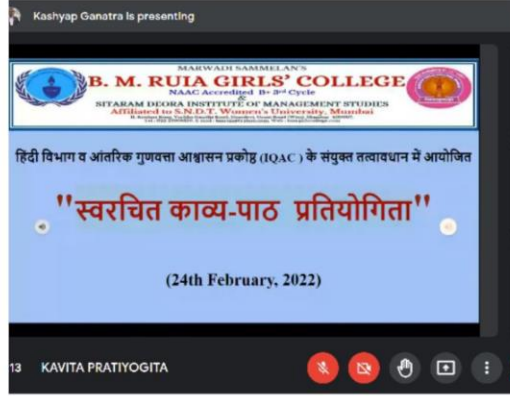 Kashyap Ganatra is presenting
MARWADI SAMMELAN'S
B. M. RUIA GIRLS' COLLEGE
NAAC Accredited B+ 3rd Cycle
&
SITARAM DEORA INSTITUTE OF MANAGEMENT STUDIES
Affiliated to S.N.D.T. Women's University, Mumbai
हिंदी विभाग व आंतरिक गुणवत्ता आश्वासन प्रकोष्ठ (IQAC ) के संयुक्त तत्वावधान में आयोजित
"स्वरचित काव्य-पाठ प्रतियोगिता"
(24th February, 2022)
13 KAVITA PRATIYOGITA